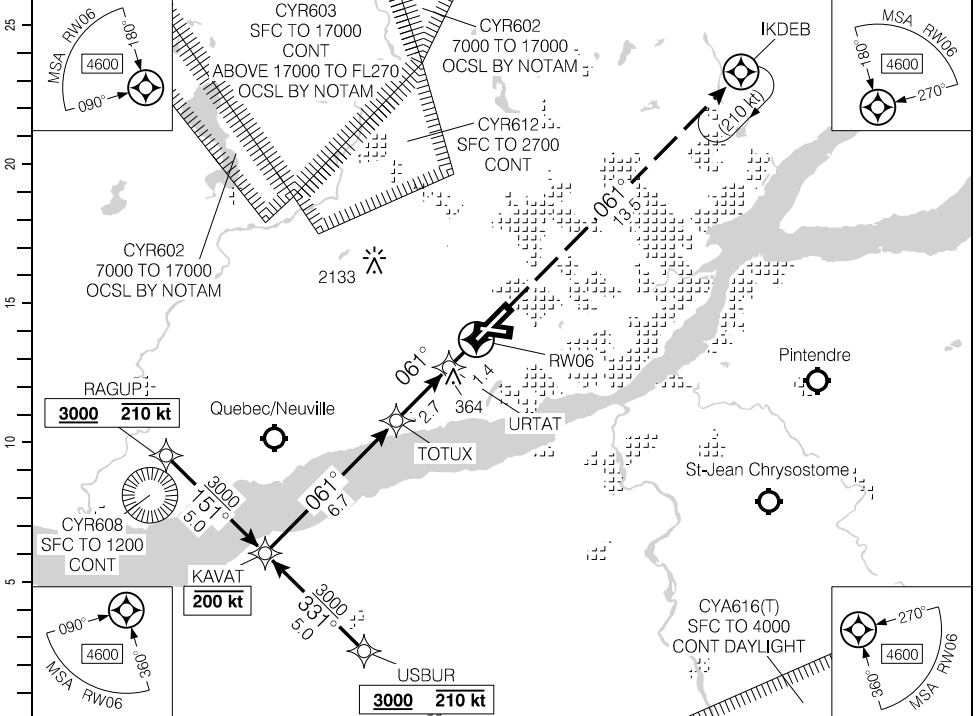 25
20
15
10
5
MSA RW06
180°
4600
090°
CYR603
SFC TO 17000
CONT
ABOVE 17000 TO FL270
OCSL BY NOTAM
CYR602
7000 TO 17000
OCSL BY NOTAM
IKDEB
MSA RW06
180°
4600
270°
(210 kt)
CYR612
SFC TO 2700
CONT
061°
13.5
CYR602
7000 TO 17000
OCSL BY NOTAM
2133
RW06
Pintendre
061°
1.4
364
URTAT
RAGUP
3000 210 kt
Quebec/Neuville
2.7
TOTUX
St-Jean Chrysostome
3000
151°
5.0
061°
6.7
CYR608
SFC TO 1200
CONT
KAVAT
200 kt
3000
331°
5.0
USBUR
3000 210 kt
CYA616(T)
SFC TO 4000
CONT DAYLIGHT
090°
4600
360°
MSA RW06
270°
4600
360°
MSA RW06